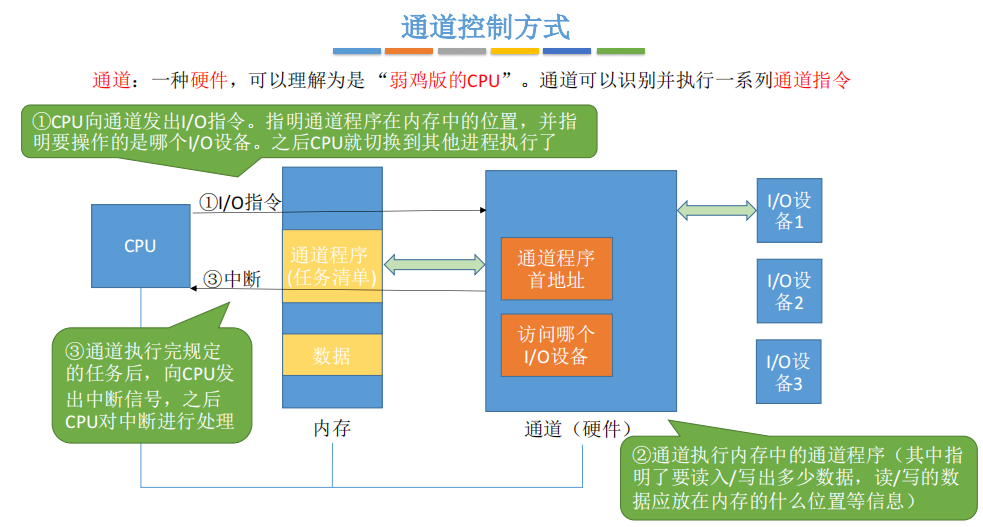 通道控制方式
通道：一种硬件，可以理解为是“弱鸡版的CPU”。通道可以识别并执行一系列通道指令
①CPU向通道发出I/O指令。指明通道程序在内存中的位置，并指
明要操作的是哪个I/O设备。之后CPU就切换到其他进程执行了
①I/O指令
CPU
通道程序
(任务清单)
③中断
数据
内存
通道程序
首地址
访问哪个
I/O设备
通道（硬件）
I/O设
备1
I/O设
备2
I/O设
备3
③通道执行完规定
的任务后，向CPU发
出中断信号，之后
CPU对中断进行处理
②通道执行内存中的通道程序（其中指
明了要读入/写出多少数据，读/写的数
据应放在内存的什么位置等信息）